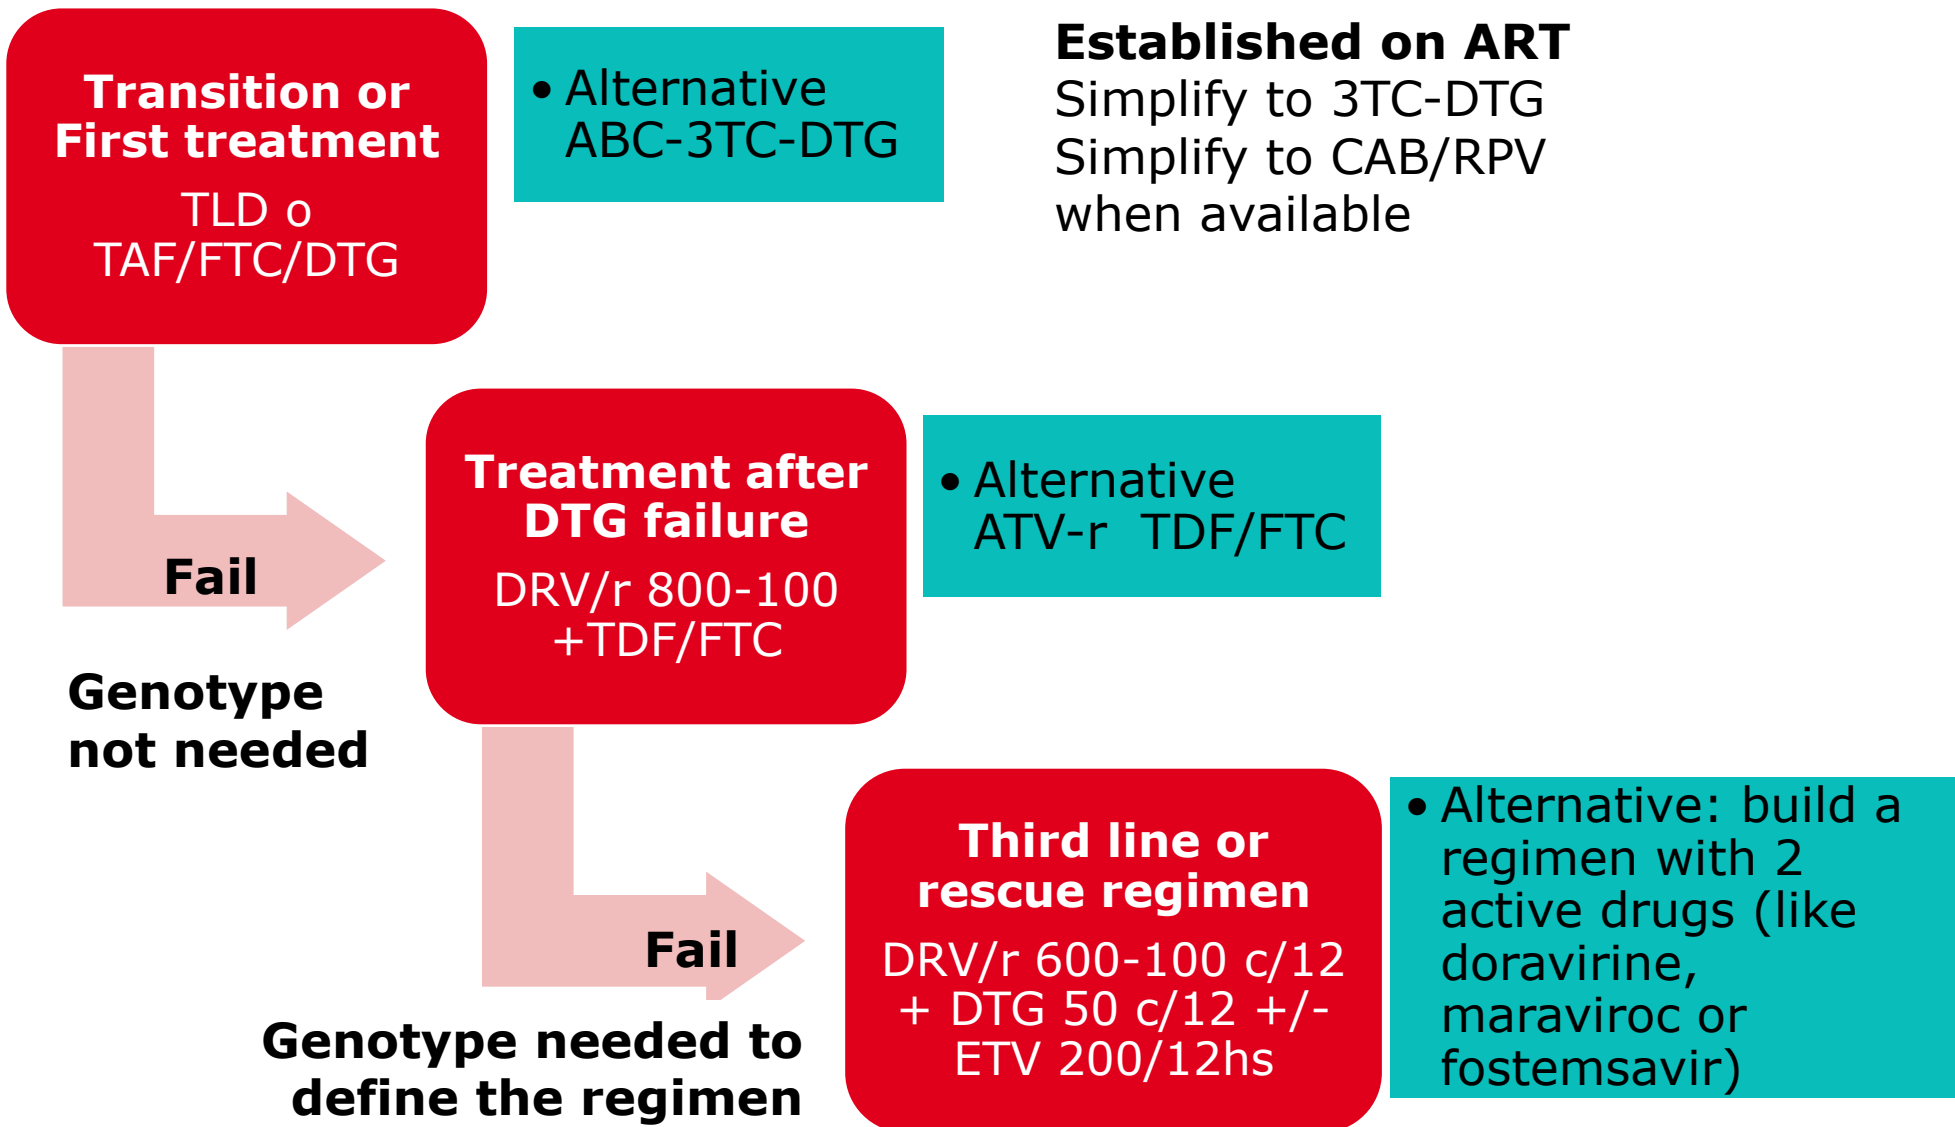 Transition or
First treatment
TLD o
TAF/FTC/DTG
• Alternative
ABC-3TC-DTG
Established on ART
Simplify to 3TC-DTG
Simplify to CAB/RPV
when available
Fail
Genotype
not needed
Treatment after
DTG failure
DRV/r 800-100
+TDF/FTC
• Alternative
ATV-r  TDF/FTC
Fail
Genotype needed to
define the regimen
Third line or
rescue regimen
DRV/r 600-100 c/12
+ DTG 50 c/12 +/-
ETV 200/12hs
• Alternative: build a
regimen with 2
active drugs (like
doravirine,
maraviroc or
fostemsavir)